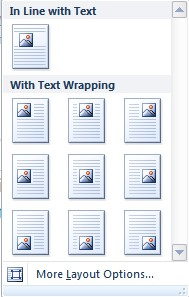 In Line with Text
With Text Wrapping
More Layout Options...